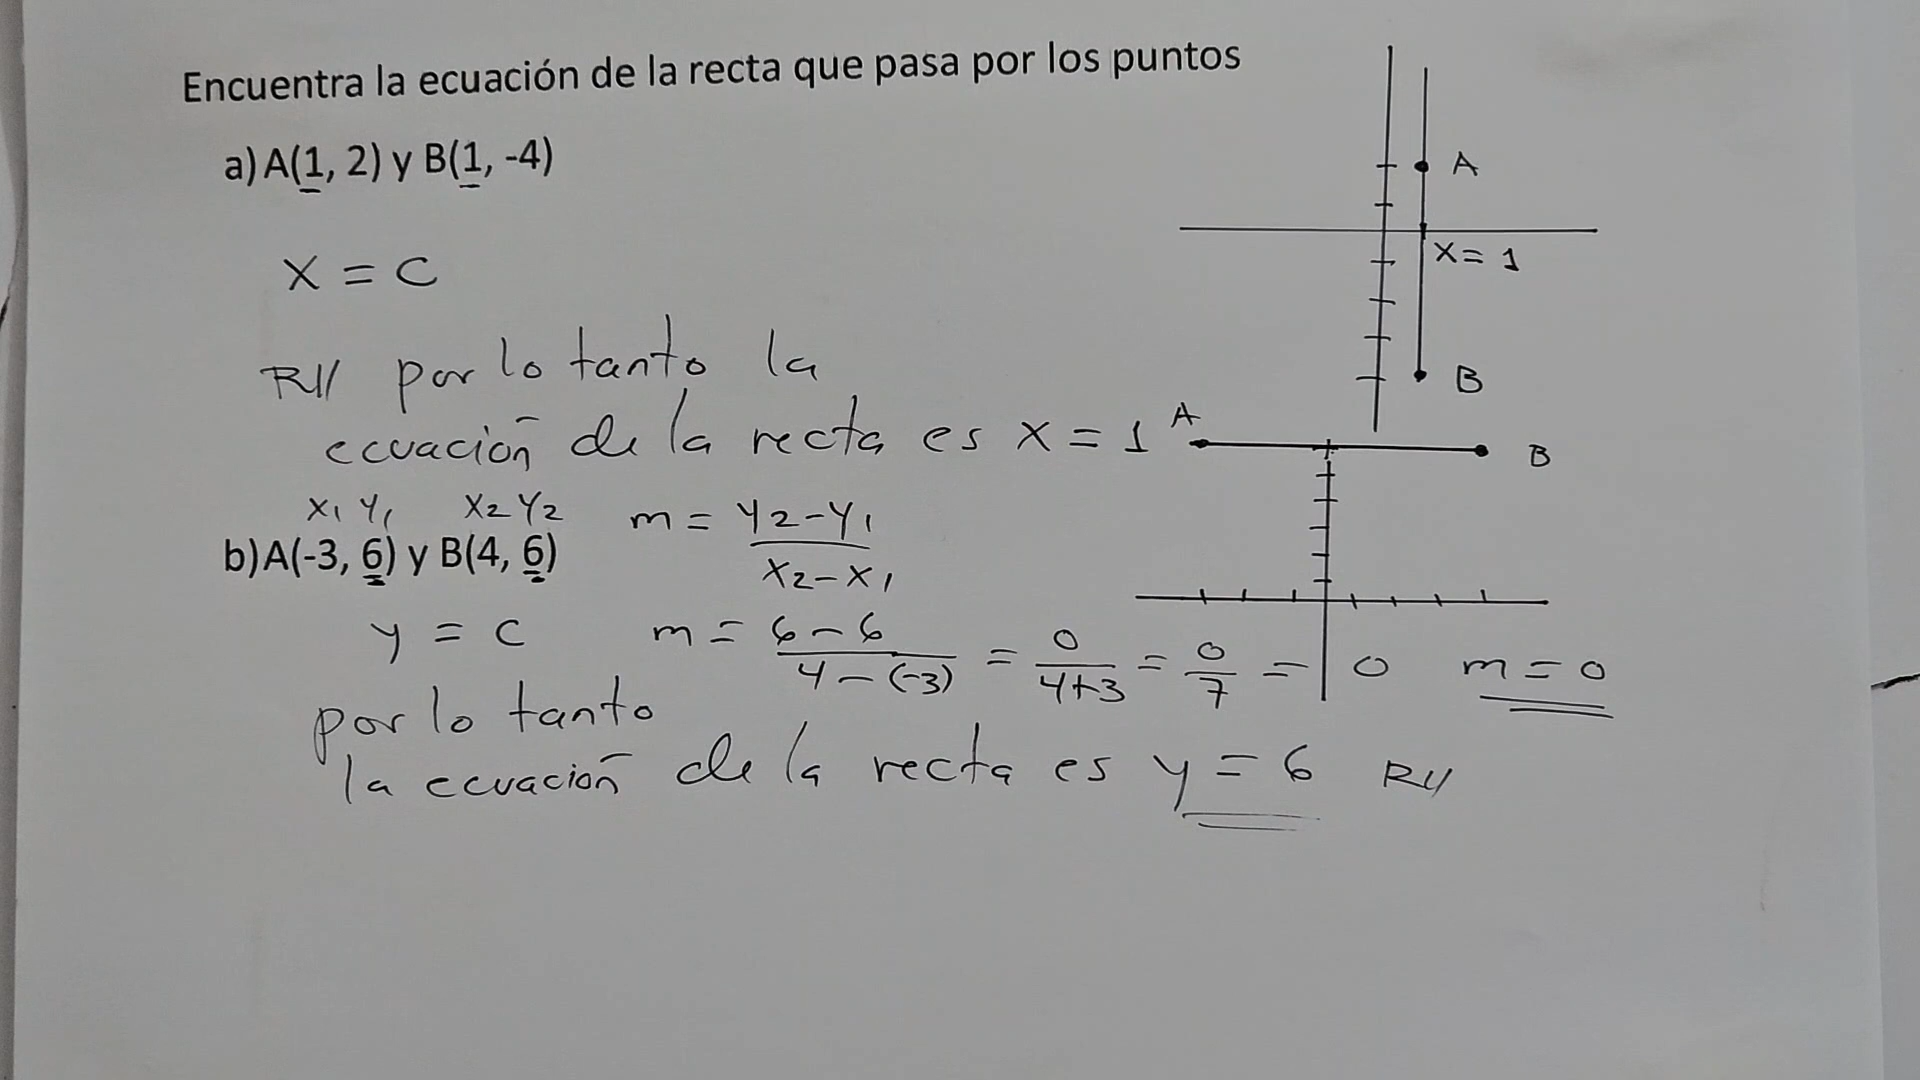 Encuentra la ecuación de la recta que pasa por los puntos
a) A(1, 2) y B(1, -4)
A
X = 1
B
X = C
R// por lo tanto la
ecuación de la recta es X = 1
A
B
X1 Y1 X2 Y2
b) A(-3, 6) y B(4, 6)
m = Y2-Y1 / X2-X1
y = C
m = 6-6 / 4-(-3) = 0 / 4+3 = 0/7 = 0 m = 0
por lo tanto
la ecuación de la recta es y = 6 R//